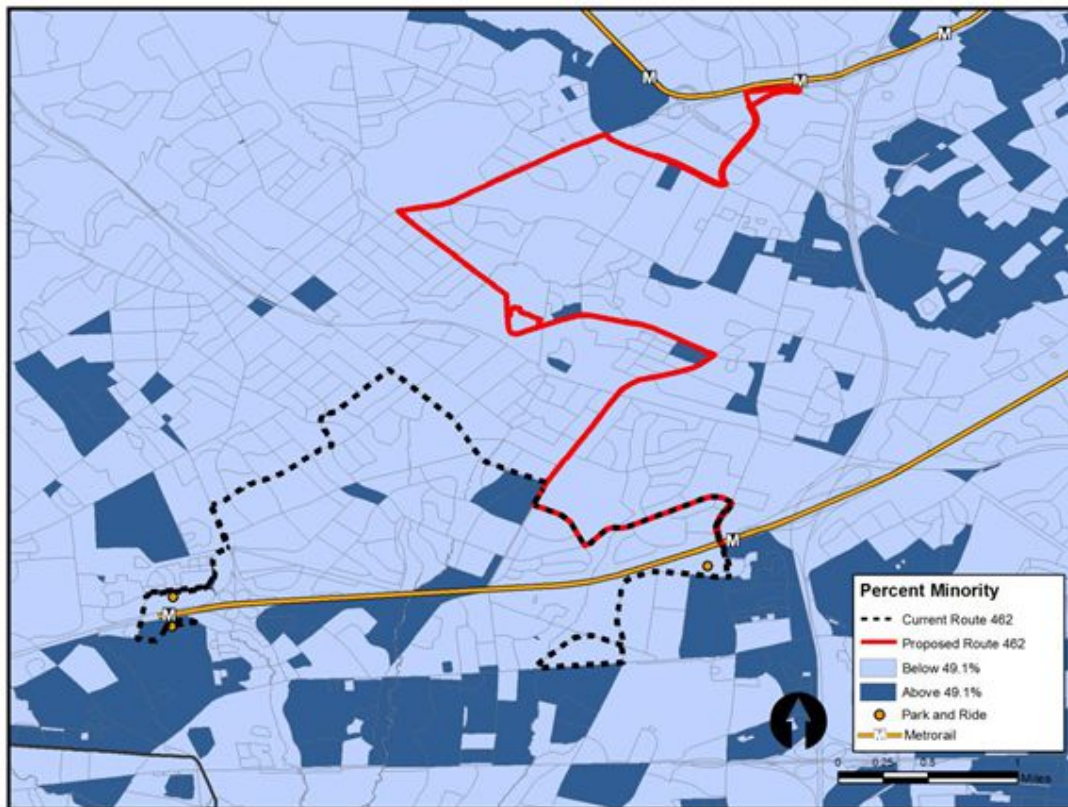 M
M
M
M
M
Percent Minority
Current Route 462
Proposed Route 462
Below 49.1%
Above 49.1%
Park and Ride
M Metrorail
0 0.25 0.5 1
Miles